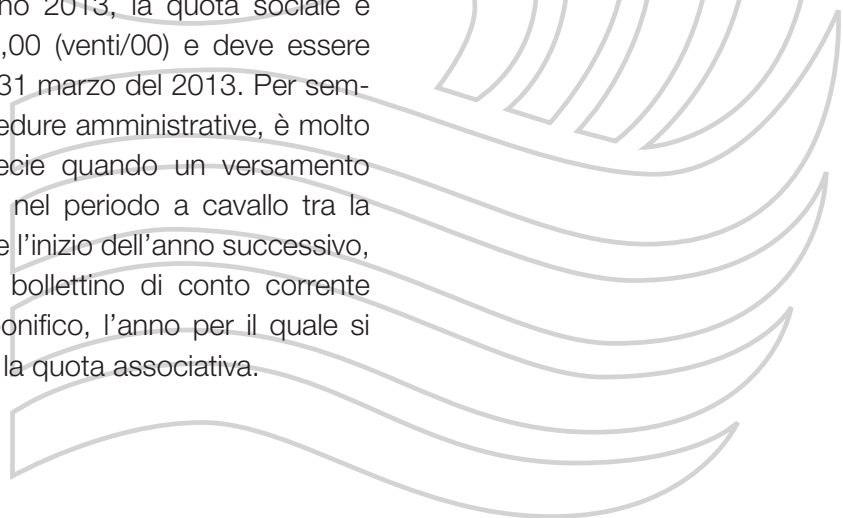 no 2013, la quota sociale è
,00 (venti/00) e deve essere
31 marzo del 2013. Per sem-
edure amministrative, è molto
ecie quando un versamento
nel periodo a cavallo tra la
e l’inizio dell’anno successivo,
bollettino di conto corrente
onifico, l’anno per il quale si
la quota associativa.